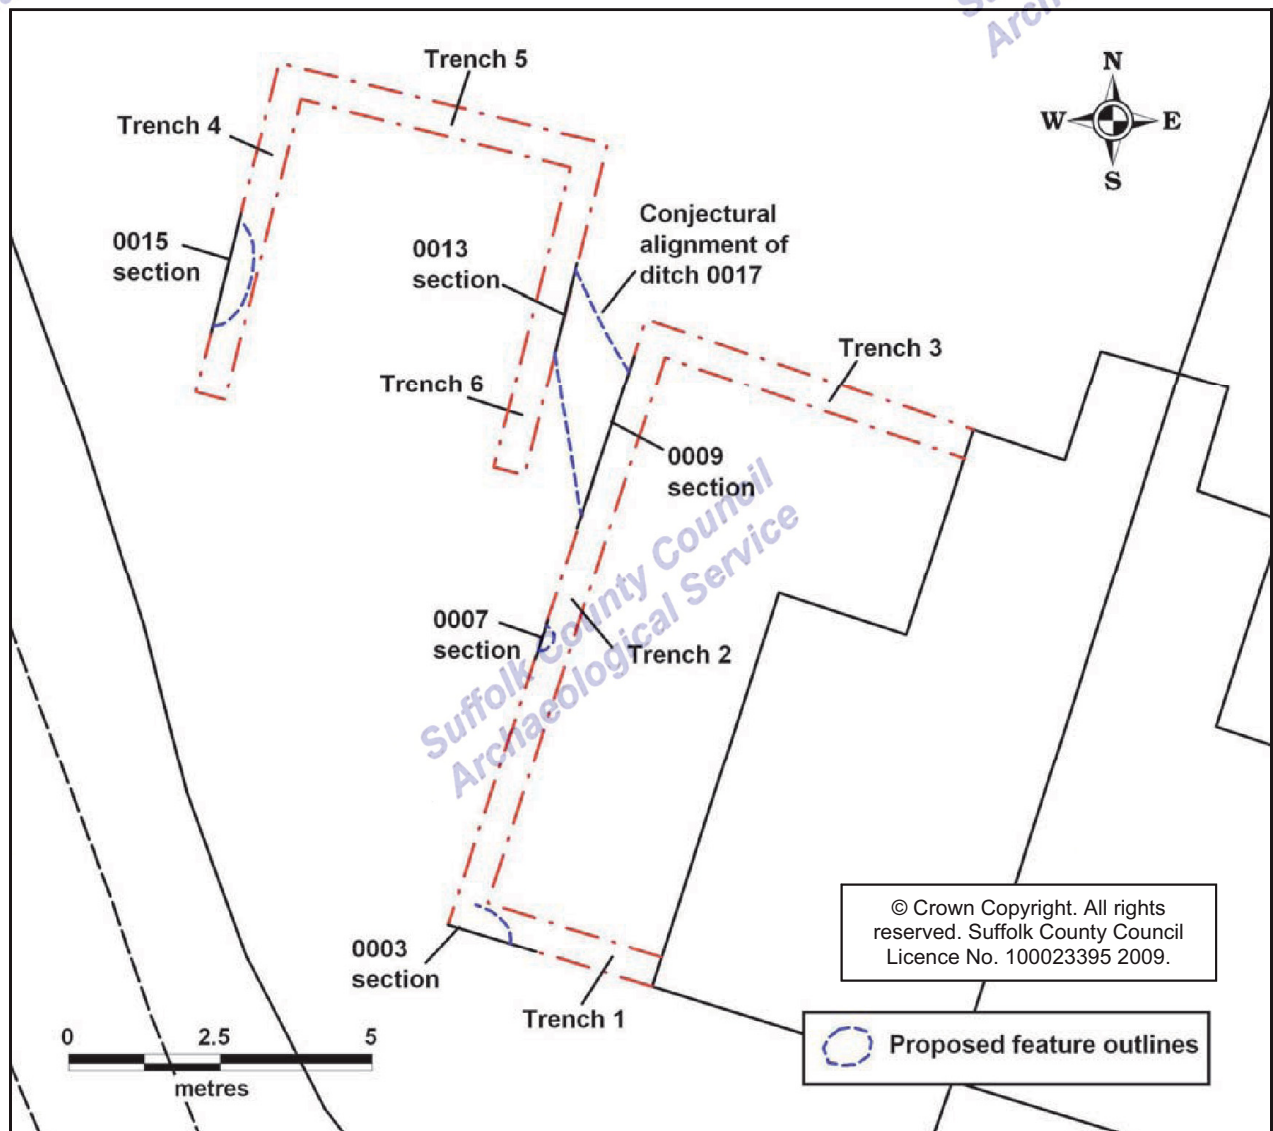 Trench 5
N
W E
S
Trench 4
Conjectural
alignment of
ditch 0017
0015
section
0013
section
Trench 3
Trench 6
0009
section
Suffolk County Council
Archaeological Service
0007
section
Trench 2
© Crown Copyright. All rights
reserved. Suffolk County Council
Licence No. 100023395 2009.
0003
section
Trench 1
0 2.5 5
metres
Proposed feature outlines